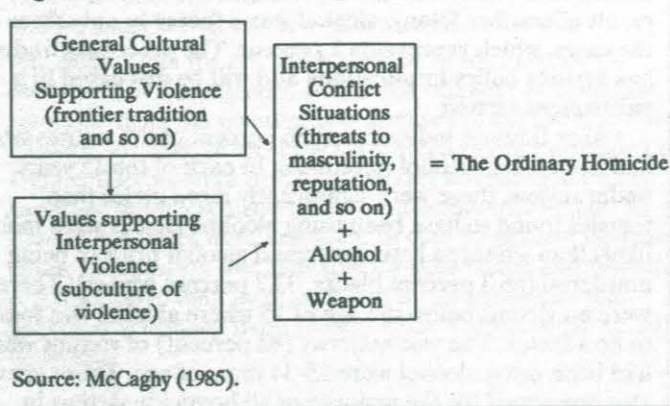 General Cultural
Values
Supporting Violence
(frontier tradition
and so on)
Values supporting
Interpersonal
Violence
(subculture of
violence)
Interpersonal
Conflict
Situations
(threats to
masculinity,
reputation,
and so on)
+
Alcohol
+
Weapon
= The Ordinary Homicide
Source: McCaghy (1985).